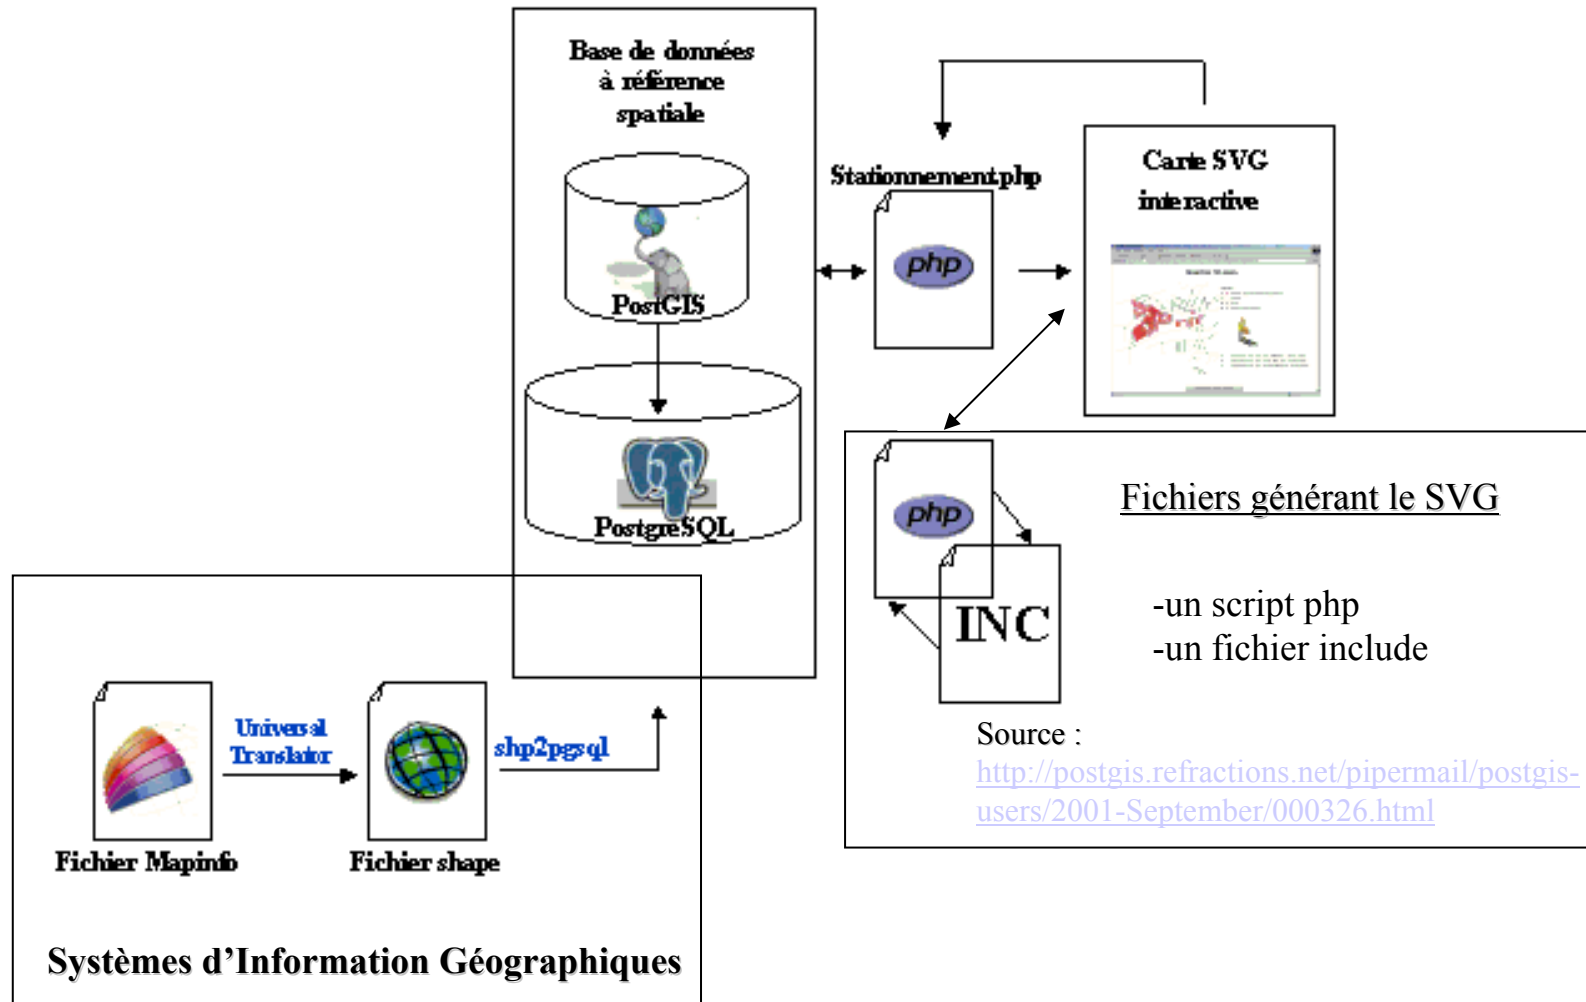 Base de données
à référence
spatiale
PostGIS
PostgreSQL
Stationnement.php
php
Carte SVG
interactive
php
INC
Fichiers générant le SVG
-un script php
-un fichier include
Source :
http://postgis.refractions.net/pipermail/postgis-
users/2001-September/000326.html
Universal
Translator
shp2pgsql
Fichier Mapinfo
Fichier shape
Systèmes d’Information Géographiques